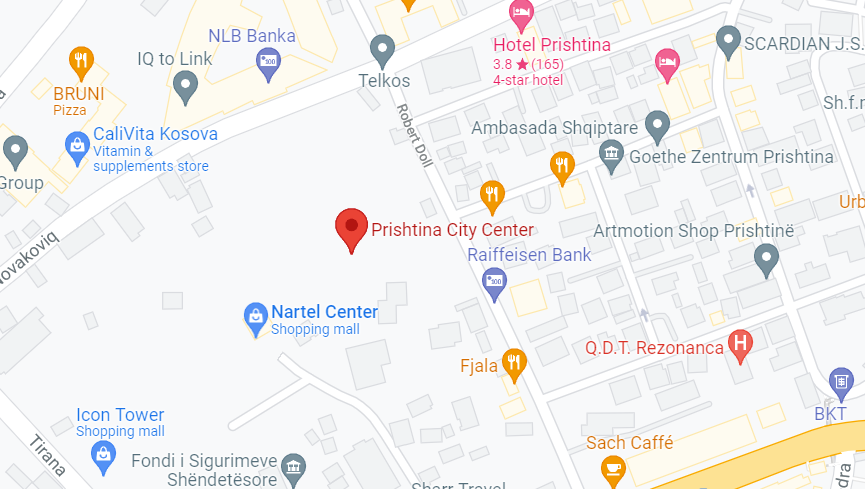 NLB Banka
IQ to Link
Telkos
Hotel Prishtina
3.8 ★ (165)
4-star hotel
SCARDIAN J.S.
BRUNI
Pizza
Sh.f.
CaliVita Kosova
Vitamin &
supplements store
Robert Doll
Ambasada Shqiptare
Goethe Zentrum Prishtina
Group
Urb
Prishtina City Center
Artmotion Shop Prishtinë
Novakoviq
Raiffeisen Bank
Nartel Center
Shopping mall
Q.D.T. Rezonanca
Fjala
Icon Tower
Shopping mall
BKT
Tirana
Sach Caffé
Fondi i Sigurimeve
Shëndetësore
Sherr Travel
dra